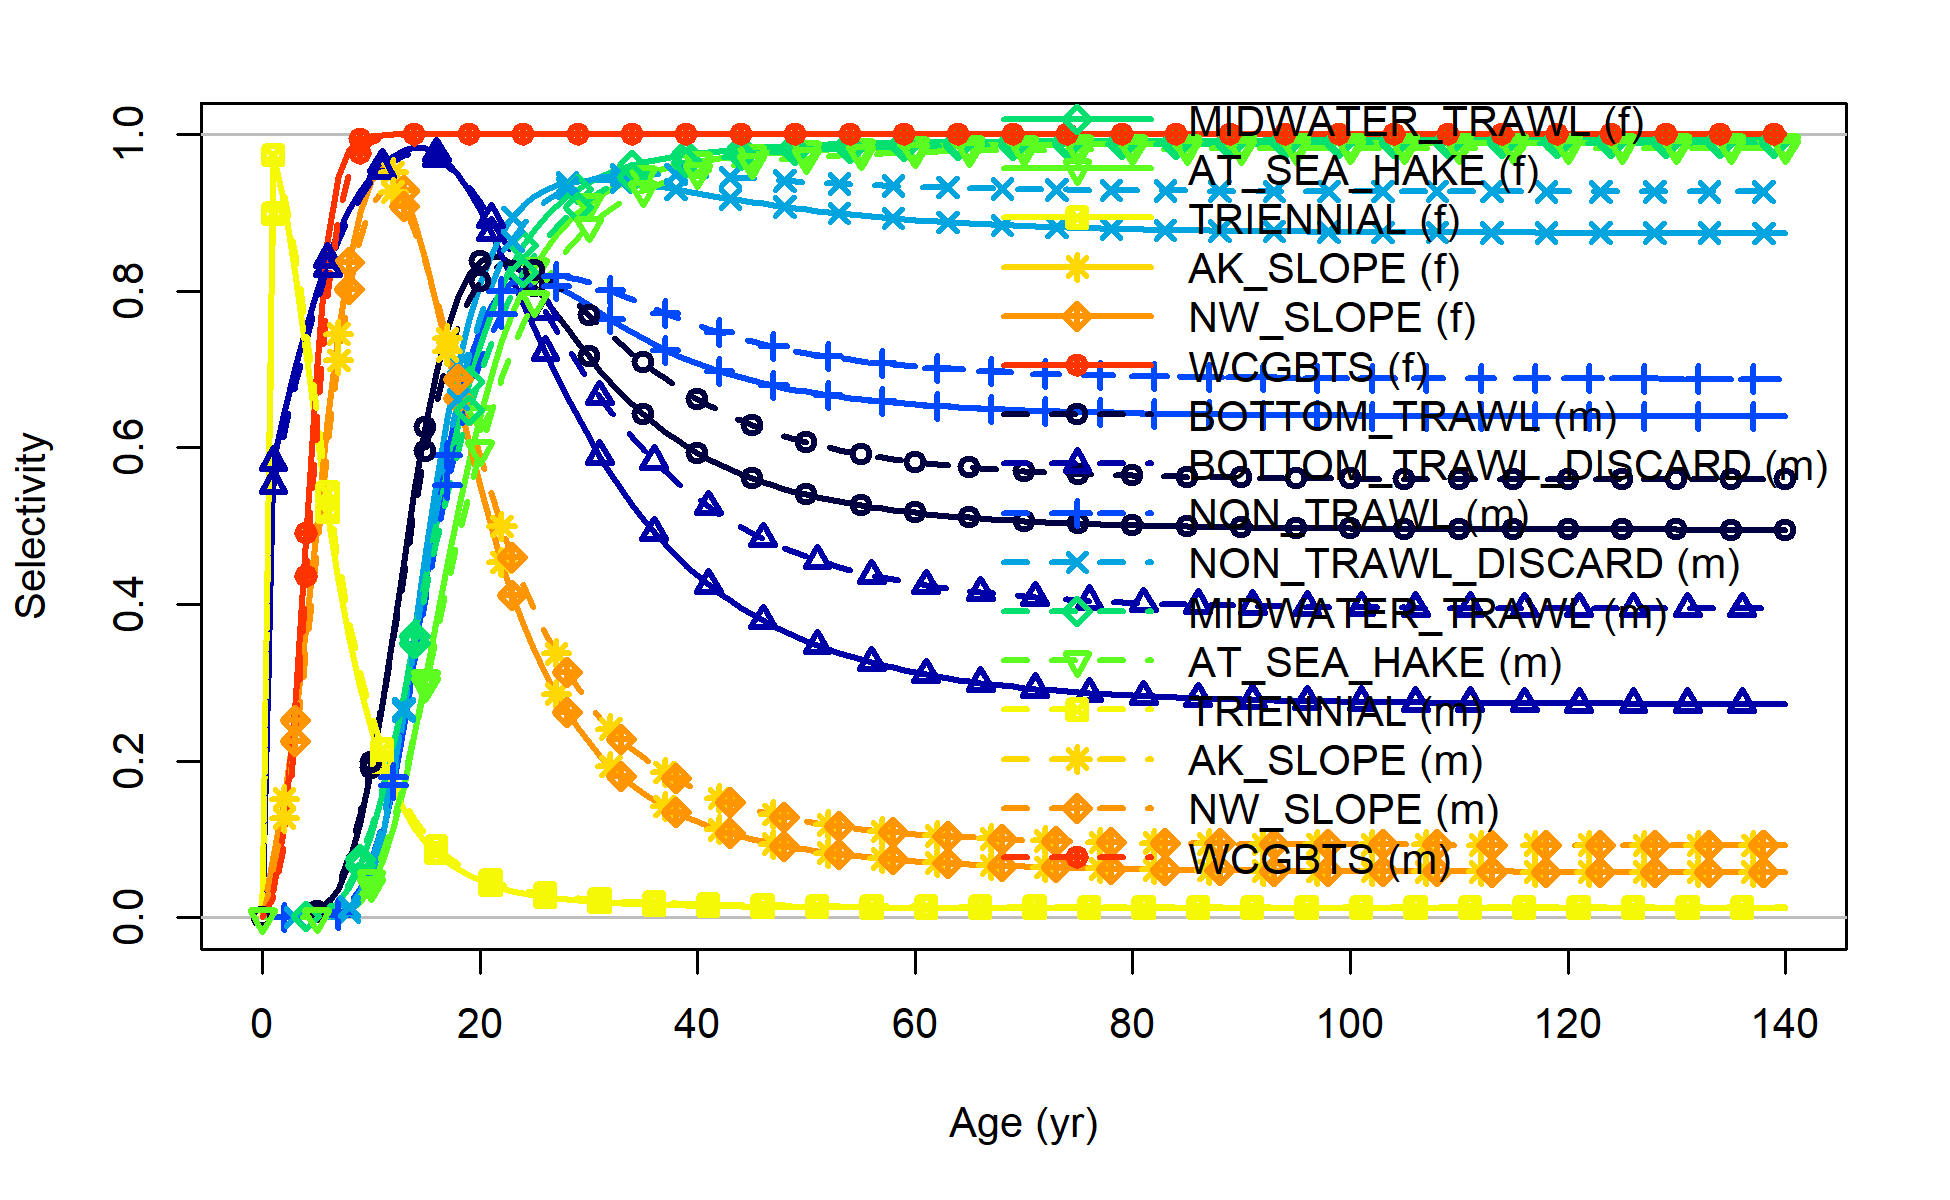 MIDWATER_TRAWL (f)
AT_SEA_HAKE (f)
TRIENNIAL (f)
AK_SLOPE (f)
NW_SLOPE (f)
WCGBTS (f)
BOTTOM_TRAWL (m)
BOTTOM_TRAWL_DISCARD (m)
NON_TRAWL (m)
NON_TRAWL_DISCARD (m)
MIDWATER_TRAWL (m)
AT_SEA_HAKE (m)
TRIENNIAL (m)
AK_SLOPE (m)
NW_SLOPE (m)
WCGBTS (m)
Selectivity
1.0
0.8
0.6
0.4
0.2
0.0
0 20 40 60 80 100 120 140
Age (yr)